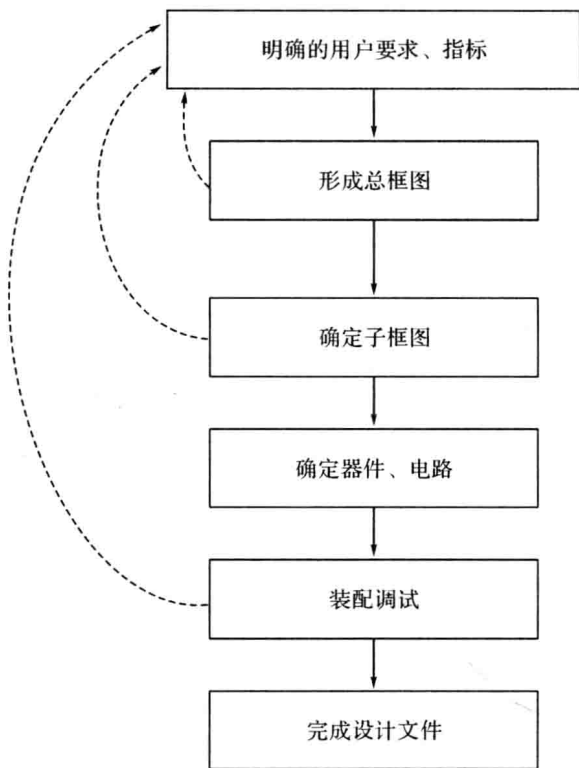 明确的用户要求、指标
形成总框图
确定子框图
确定器件、电路
装配调试
完成设计文件